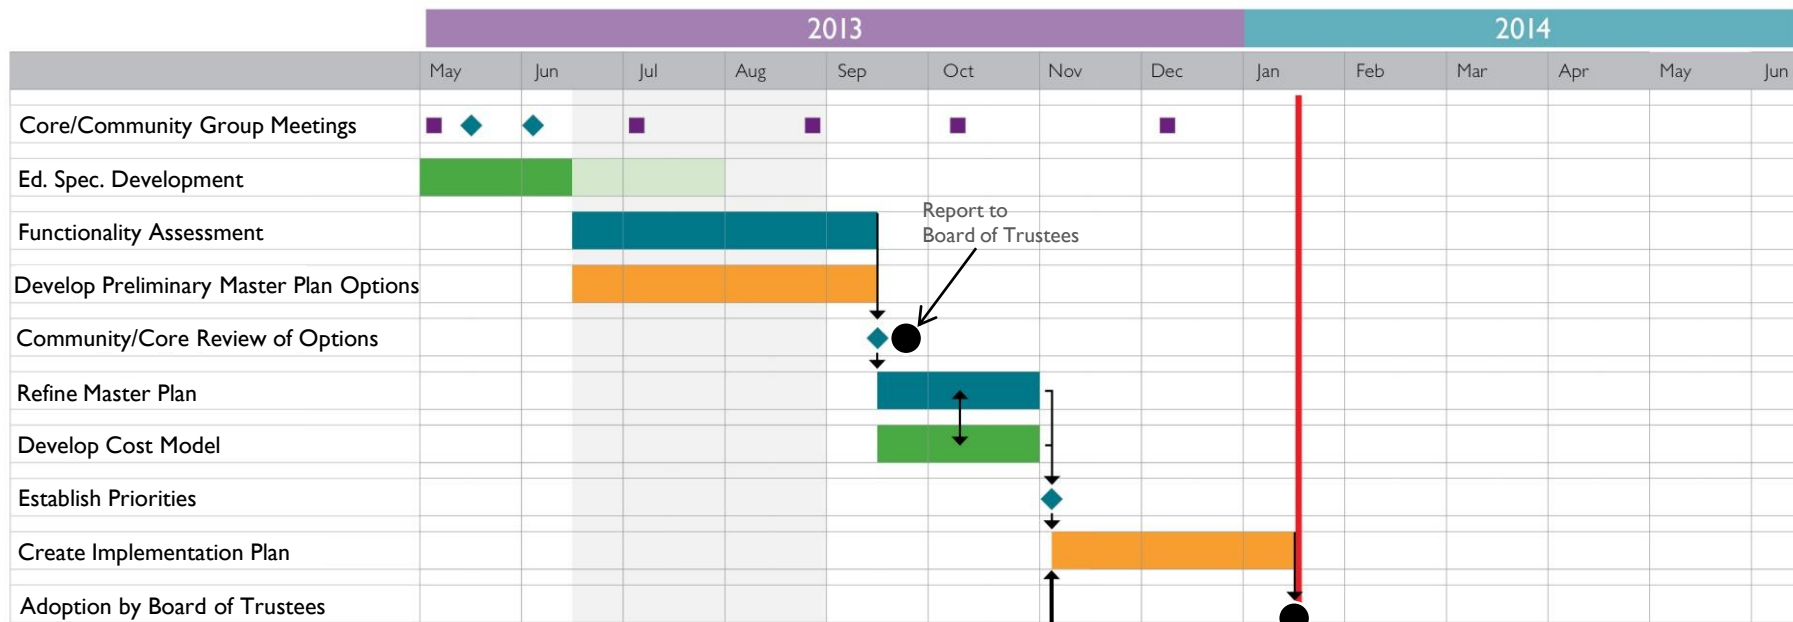 2013 2014
May Jun Jul Aug Sep Oct Nov Dec Jan Feb Mar Apr May Jun
Core/Community Group Meetings
Ed. Spec. Development
Functionality Assessment
Report to
Board of Trustees
Develop Preliminary Master Plan Options
Community/Core Review of Options
Refine Master Plan
Develop Cost Model
Establish Priorities
Create Implementation Plan
Adoption by Board of Trustees